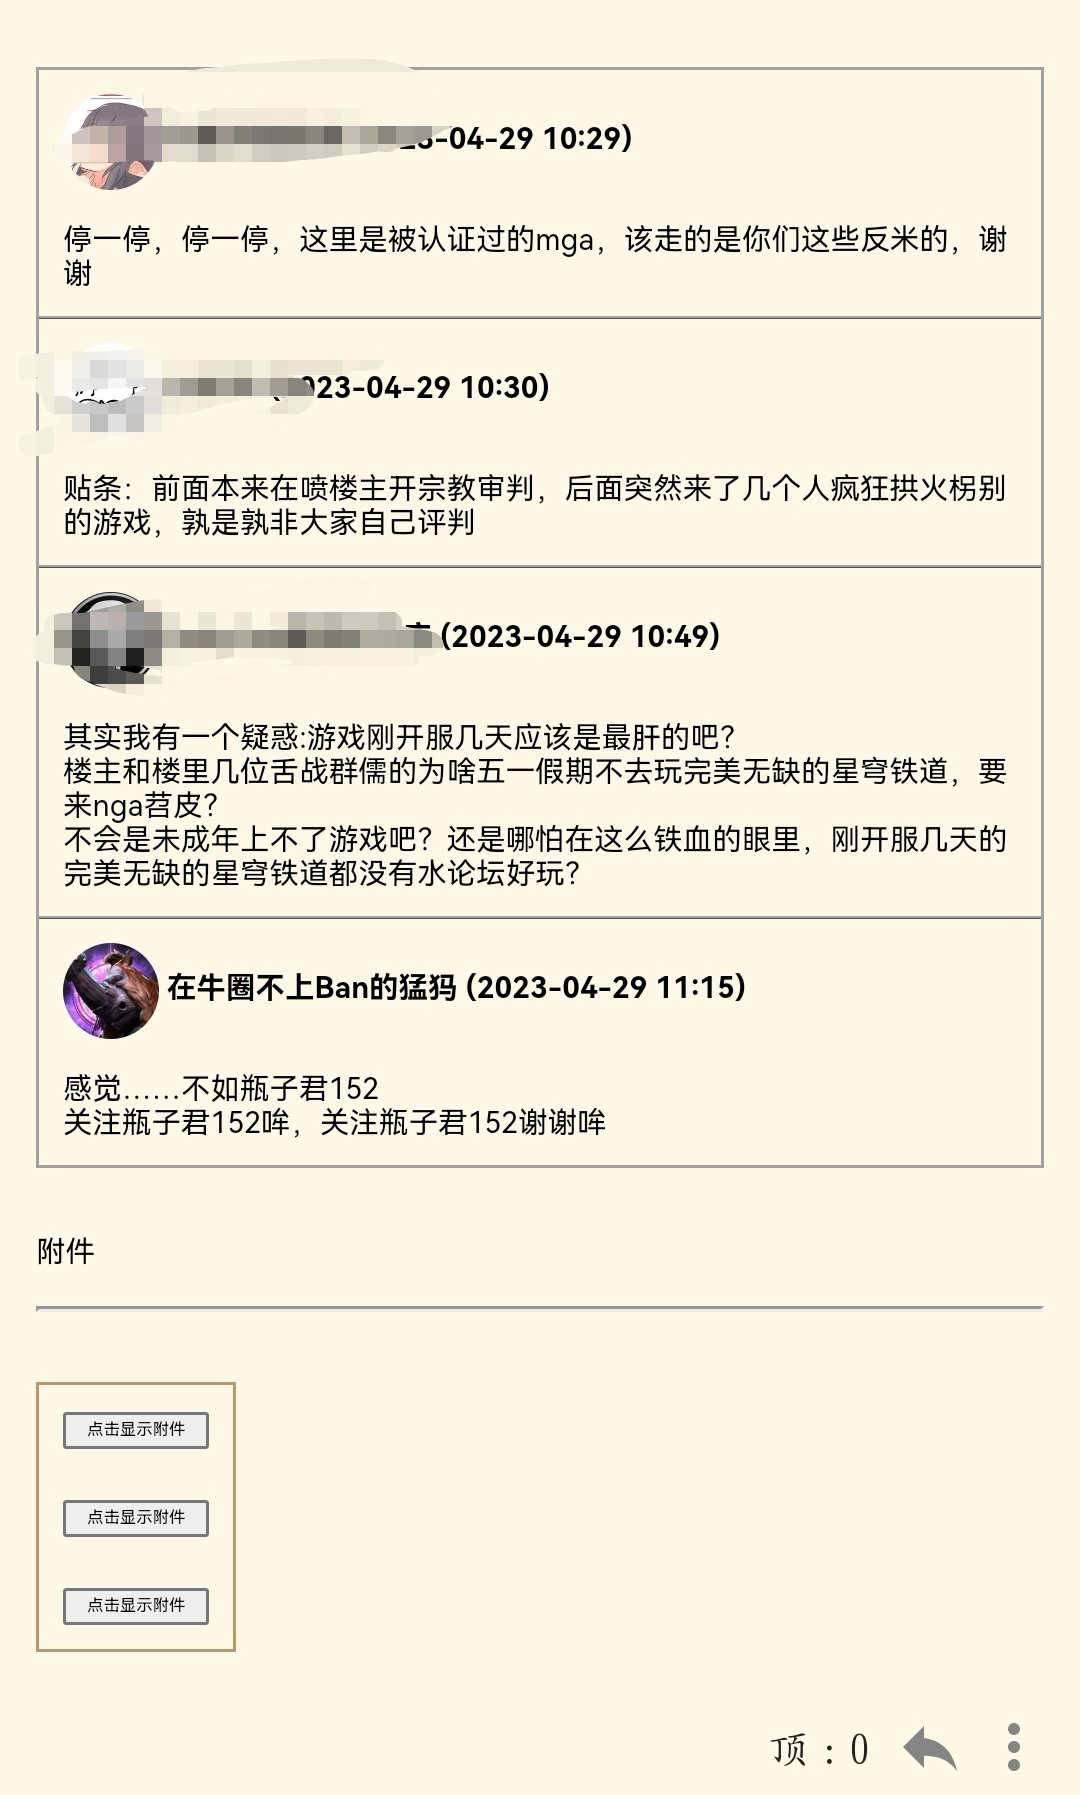 -04-29 10:29)
停一停，停一停，这里是被认证过的mga，该走的是你们这些反米的，谢
谢
023-04-29 10:30)
贴条：前面本来在喷楼主开宗教审判，后面突然来了几个人疯狂拱火柺别
的游戏，孰是孰非大家自己评判
(2023-04-29 10:49)
其实我有一个疑惑:游戏刚开服几天应该是最肝的吧？
楼主和楼里几位舌战群儒的为啥五一假期不去玩完美无缺的星穹铁道，要
来nga苕皮？
不会是未成年上不了游戏吧？还是哪怕在这么铁血的眼里，刚开服几天的
完美无缺的星穹铁道都没有水论坛好玩？
在牛圈不上Ban的猛犸 (2023-04-29 11:15)
感觉……不如瓶子君152
关注瓶子君152哞，关注瓶子君152谢谢哞
附件
点击显示附件
点击显示附件
点击显示附件
顶：0